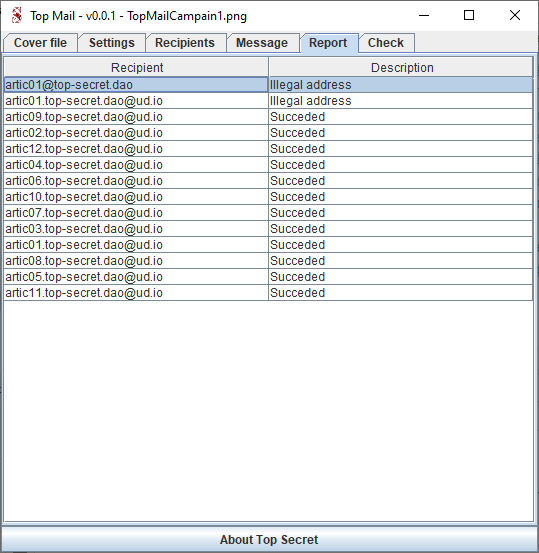 Top Mail - v0.0.1 - TopMailCampain1.png
Cover file Settings Recipients Message Report Check
Recipient Description
artic01@top-secret.dao Illegal address
artic01.top-secret.dao@ud.io Illegal address
artic09.top-secret.dao@ud.io Succeded
artic02.top-secret.dao@ud.io Succeded
artic12.top-secret.dao@ud.io Succeded
artic04.top-secret.dao@ud.io Succeded
artic06.top-secret.dao@ud.io Succeded
artic10.top-secret.dao@ud.io Succeded
artic07.top-secret.dao@ud.io Succeded
artic03.top-secret.dao@ud.io Succeded
artic01.top-secret.dao@ud.io Succeded
artic08.top-secret.dao@ud.io Succeded
artic05.top-secret.dao@ud.io Succeded
artic11.top-secret.dao@ud.io Succeded
About Top Secret